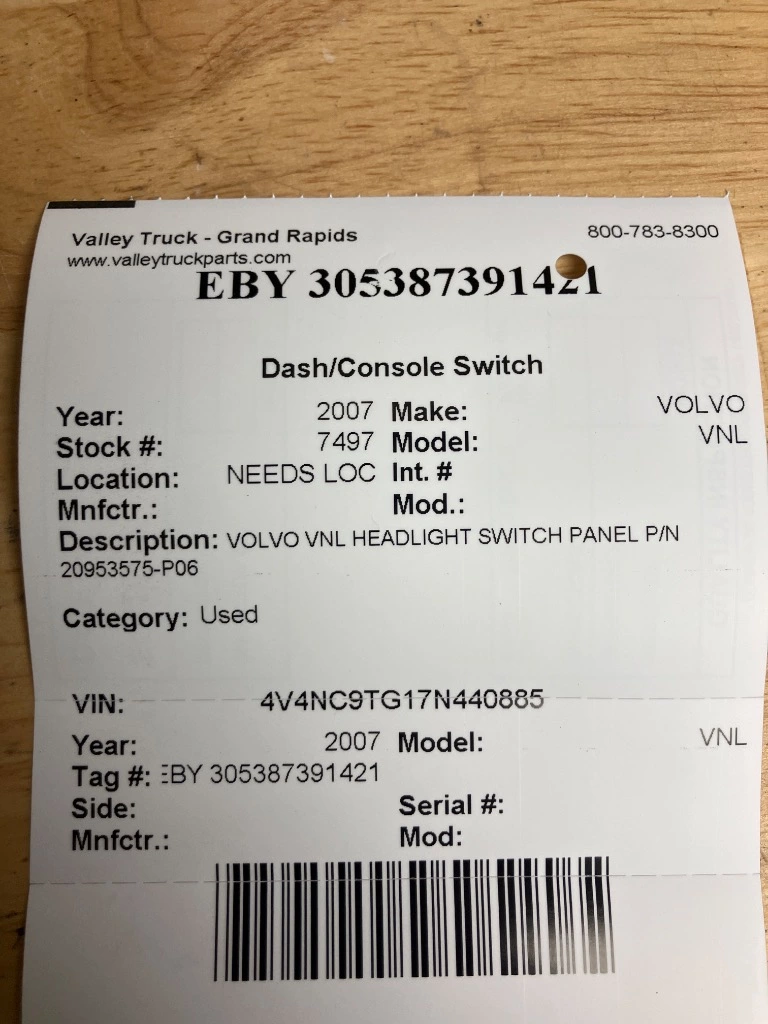 Valley Truck - Grand Rapids 800-783-8300
www.valleytruckparts.com
EBY 305387391421
Dash/Console Switch
Year: 2007 Make: VOLVO
Stock #: 7497 Model: VNL
Location: NEEDS LOC Int. #
Mnfctr.: Mod.:
Description: VOLVO VNL HEADLIGHT SWITCH PANEL P/N
20953575-P06
Category: Used
VIN: 4V4NC9TG17N440885
Year: 2007 Model: VNL
Tag #: EBY 305387391421
Side: Serial #:
Mnfctr.: Mod: